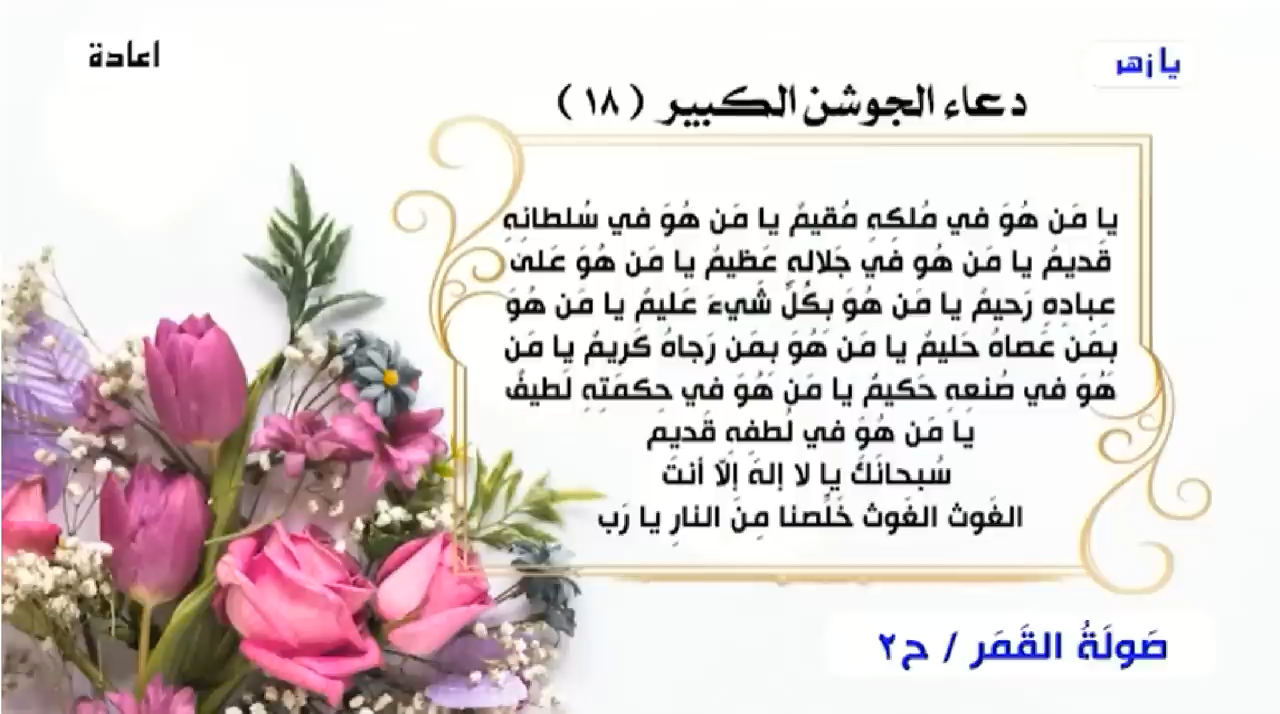 يا زهر
اعادة
دعاء الجوشن الكبير (١٨)
يا مَن هُوَ في مُلكِهِ مُقيمٌ يا مَن هُوَ في سُلطانِهِ
قَديمٌ يا مَن هُو في جَلالِهِ عَظيمٌ يا مَن هُوَ عَلىَ
عِبادِهِ رَحيمٌ يا مَن هُوَ بِكُلِّ شَيءَ عَليمٌ يا مَن هُوَ
بِمَن عَصاهُ حَليمٌ يا مَن هُوَ بِمَن رَجاهُ كَريمٌ يا مَن
هُوَ في صُنعِهِ حَكيمٌ يا مَن هُوَ في حِكمَتِهِ لَطيفٌ
يا مَن هُوَ في لُطفِهِ قَديم
سُبحانَكَ يا لا إلهَ إلّا أنتَ
الغَوث الغَوث خَلِّصنا مِنَ النارِ يا رَب
صَولَةُ القَمَر / ح٢